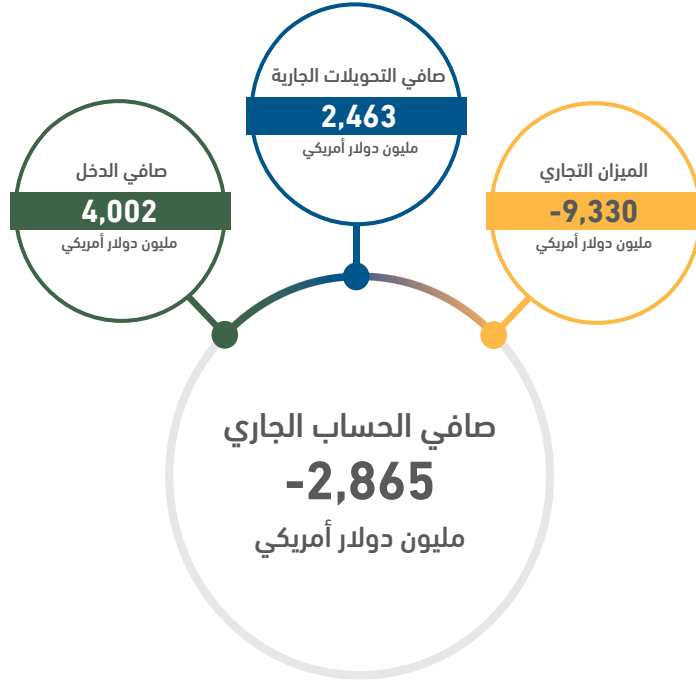 الميزان التجاري
-9,330
مليون دولار أمريكي
صافي التحويلات الجارية
2,463
مليون دولار أمريكي
صافي الدخل
4,002
مليون دولار أمريكي
صافي الحساب الجاري
-2,865
مليون دولار أمريكي